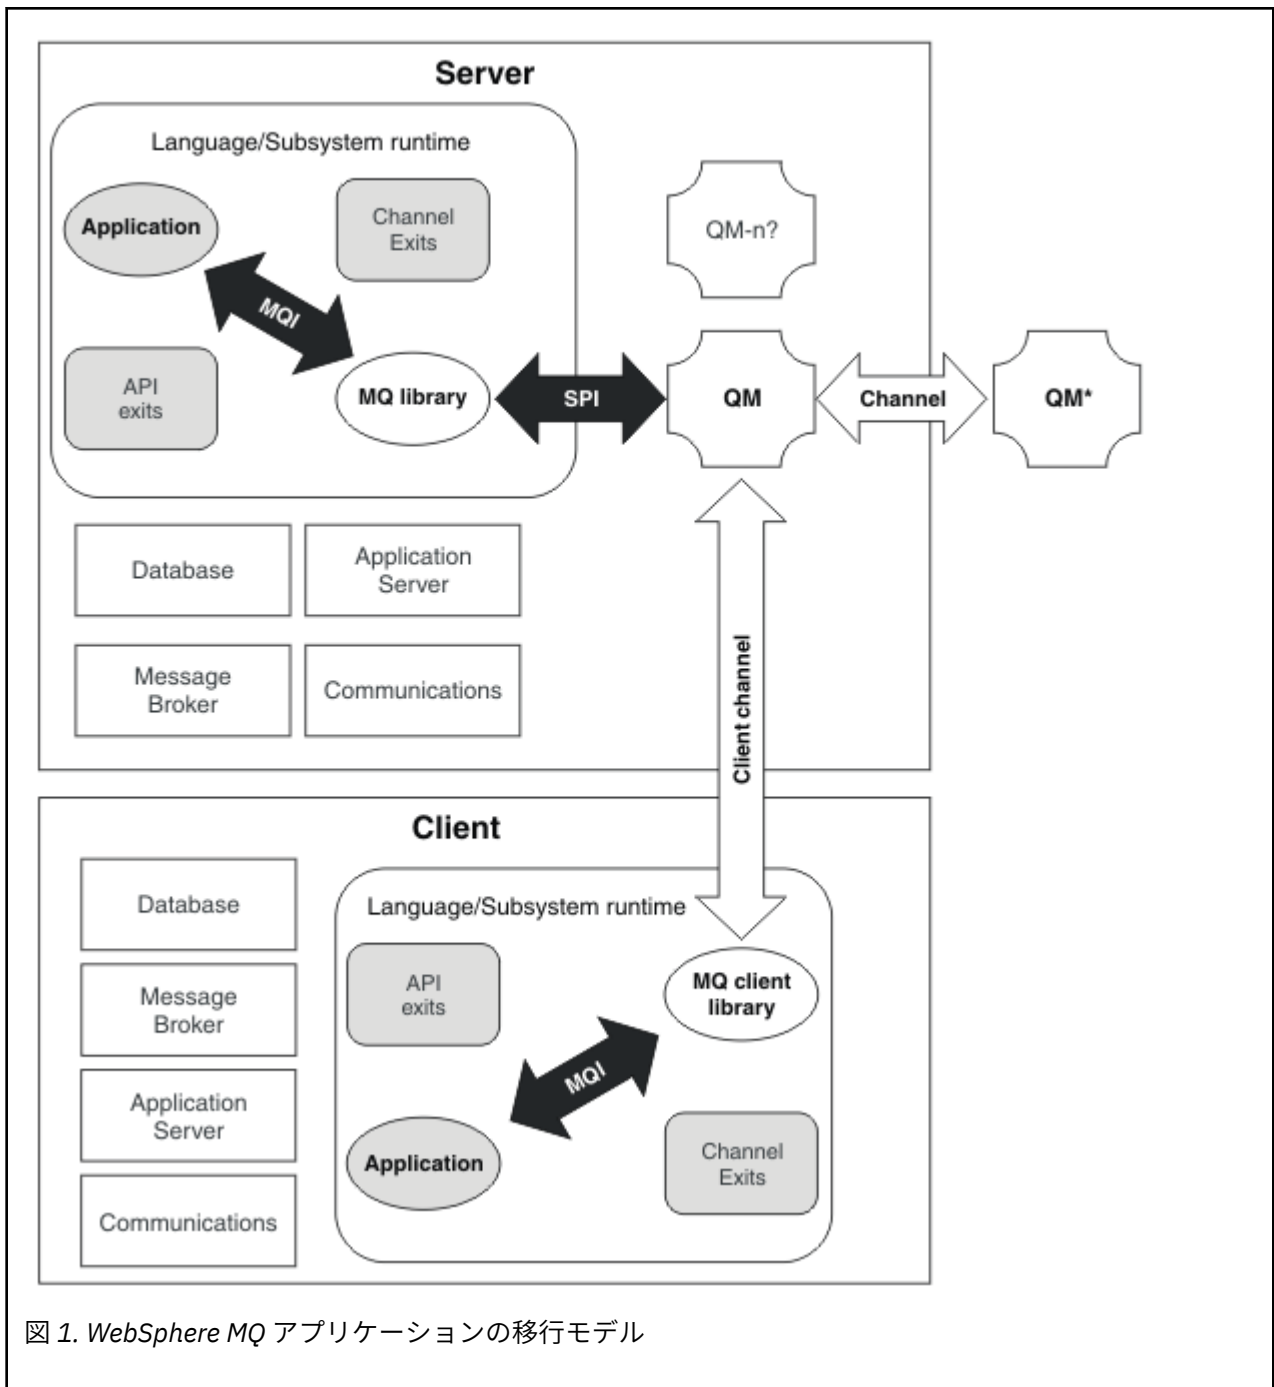 Server
Language/Subsystem runtime
Application
Channel
Exits
MQI
API
exits
MQ library
SPI
QM-n?
QM
Channel
QM*
Database
Application
Server
Message
Broker
Communications
Client channel
Client
Database
Message
Broker
Application
Server
Communications
Language/Subsystem runtime
API
exits
MQ client
library
MQI
Application
Channel
Exits
図 1. WebSphere MQ アプリケーションの移行モデル